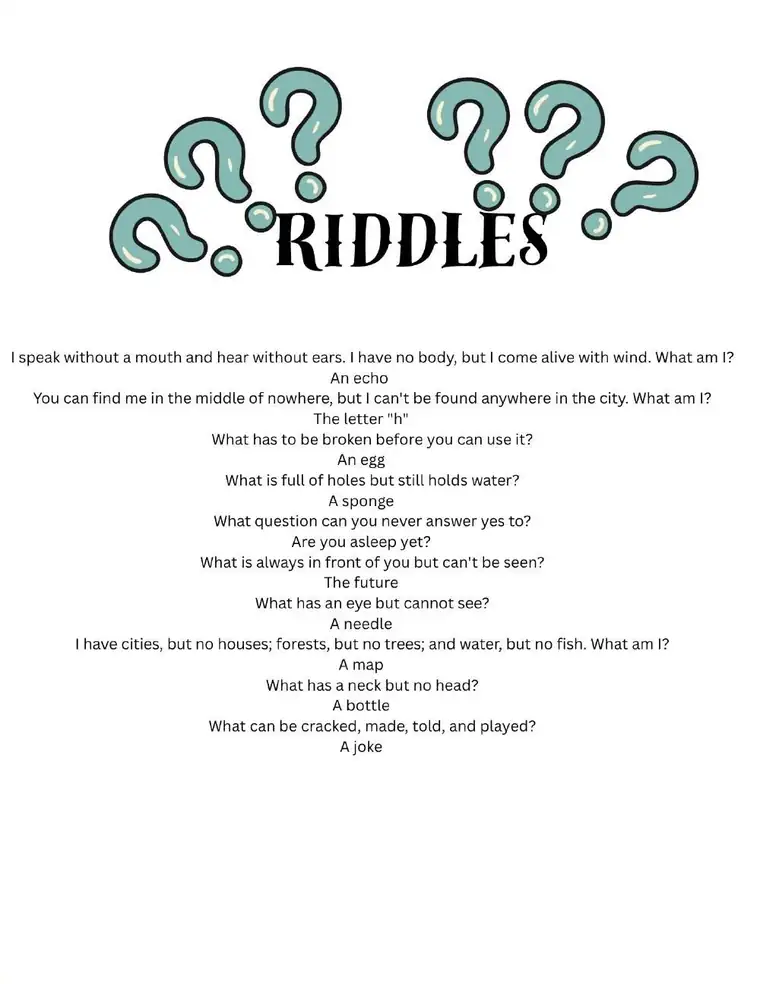 RIDDLES
I speak without a mouth and hear without ears. I have no body, but I come alive with wind. What am I?
An echo
You can find me in the middle of nowhere, but I can't be found anywhere in the city. What am I?
The letter "h"
What has to be broken before you can use it?
An egg
What is full of holes but still holds water?
A sponge
What question can you never answer yes to?
Are you asleep yet?
What is always in front of you but can't be seen?
The future
What has an eye but cannot see?
A needle
I have cities, but no houses; forests, but no trees; and water, but no fish. What am I?
A map
What has a neck but no head?
A bottle
What can be cracked, made, told, and played?
A joke